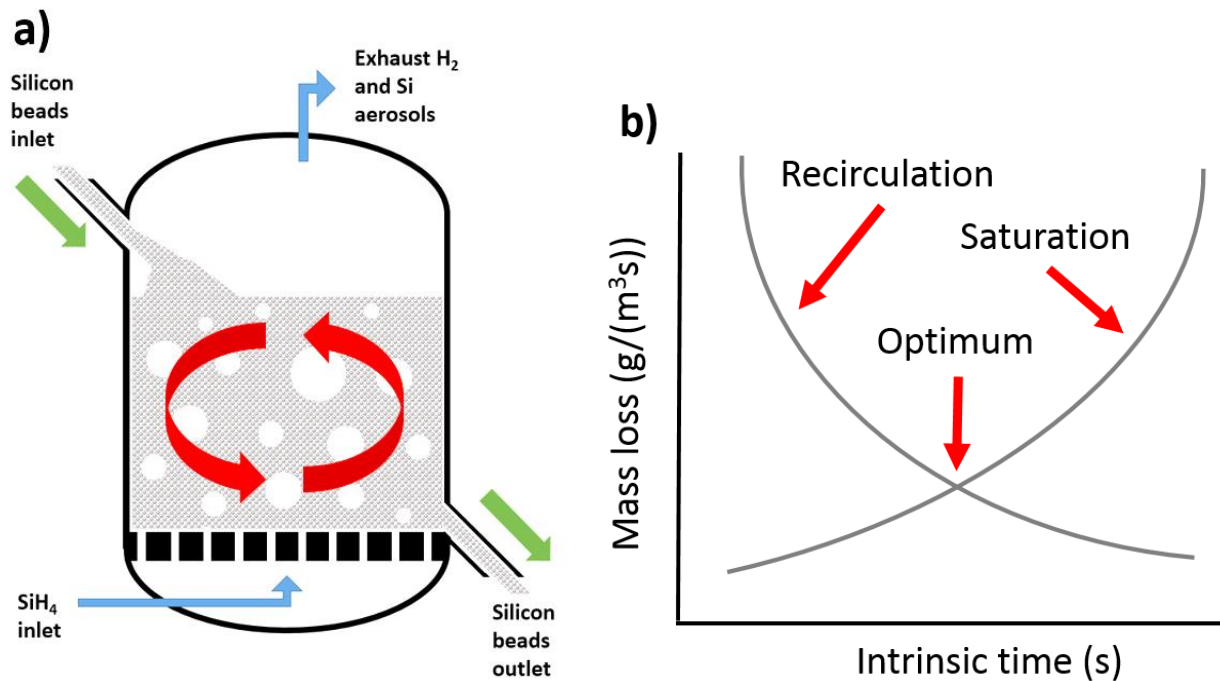 a)
Silicon
beads
inlet
Exhaust H₂
and Si
aerosols
SiH₄
inlet
Silicon
beads
outlet
b)
Mass loss (g/(m³s))
Recirculation
Saturation
Optimum
Intrinsic time (s)